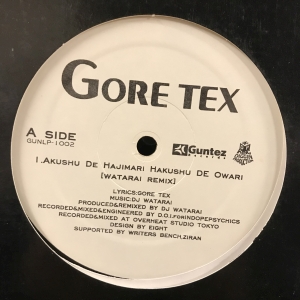 GORE TEX
A SIDE
GUNLP-1002
Guntez
1.AKUSHU DE HAJIMARI HAKUSHU DE OWARI
[WATARAI REMIX]
LYRICS:GORE TEX
MUSIC:DJ WATARAI
PRODUCED&REMIXED BY DJ WATARAI
RECORDED&MIXED&ENGINEERED BY D.O.I.FORINDOPEPSYCHICS
RECORDED&MIXED AT OVERHEAT STUDIO TOKYO
DESIGN BY EIGHT
SUPPORTED BY WRITERS BENCH,ZIRAN